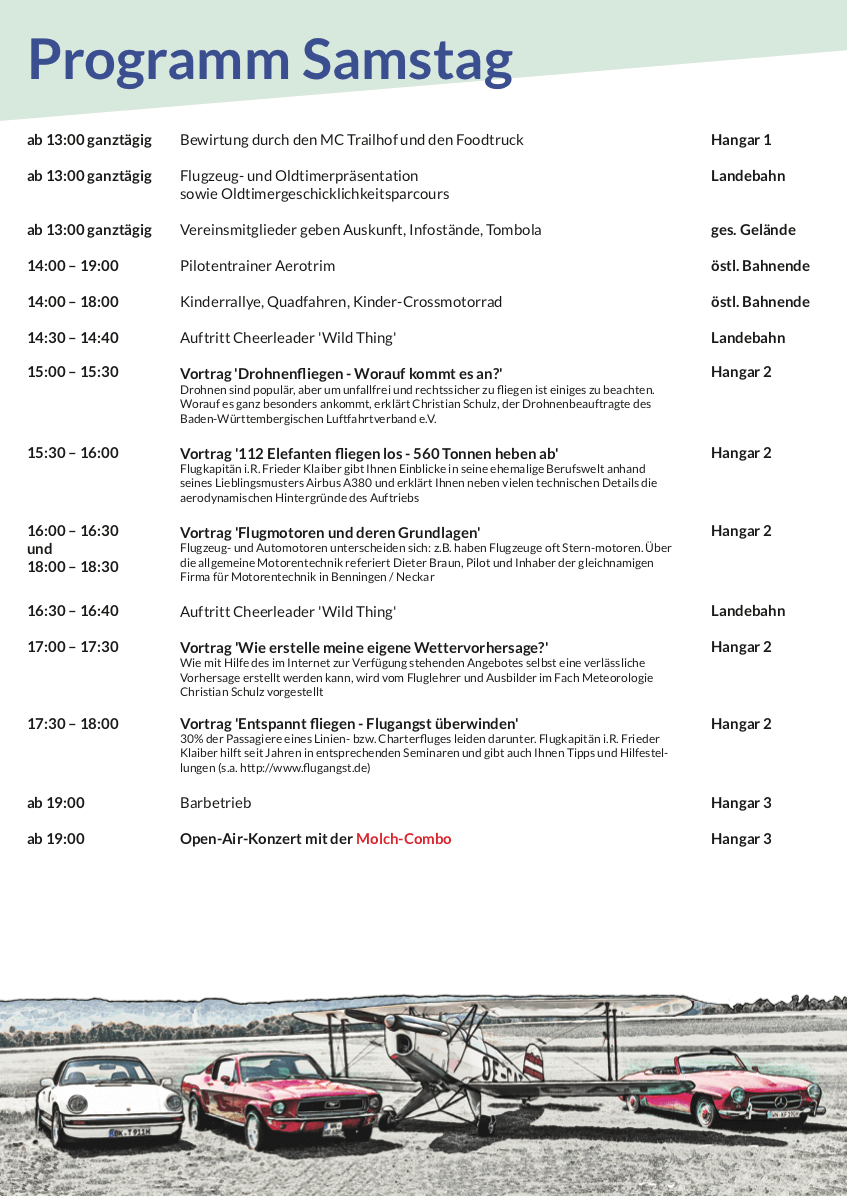 Programm Samstag
ab 13:00 ganztägig Bewirtung durch den MC Trailhof und den Foodtruck Hangar 1
ab 13:00 ganztägig Flugzeug- und Oldtimerpräsentation Landebahn
sowie Oldtimergeschicklichkeitsparcours
ab 13:00 ganztägig Vereinsmitglieder geben Auskunft, Infostände, Tombola ges. Gelände
14:00 – 19:00 Pilotentrainer Aerotrim östl. Bahnende
14:00 – 18:00 Kinderrallye, Quadfahren, Kinder-Crossmotorrad östl. Bahnende
14:30 – 14:40 Auftritt Cheerleader 'Wild Thing' Landebahn
15:00 – 15:30 Vortrag 'Drohnenfliegen - Worauf kommt es an?' Hangar 2
Drohnen sind populär, aber um unfallfrei und rechtssicher zu fliegen ist einiges zu beachten.
Worauf es ganz besonders ankommt, erklärt Christian Schulz, der Drohnenbeauftragte des
Baden-Württembergischen Luftfahrtverband e.V.
15:30 – 16:00 Vortrag '112 Elefanten fliegen los - 560 Tonnen heben ab' Hangar 2
Flugkapitän i.R. Frieder Klaiber gibt Ihnen Einblicke in seine ehemalige Berufswelt anhand
seines Lieblingsmusters Airbus A380 und erklärt Ihnen neben vielen technischen Details die
aerodynamischen Hintergründe des Auftriebs
16:00 – 16:30 Vortrag 'Flugmotoren und deren Grundlagen' Hangar 2
und Flugzeug- und Automotoren unterscheiden sich: z.B. haben Flugzeuge oft Stern-motoren. Über
18:00 – 18:30 die allgemeine Motorentechnik referiert Dieter Braun, Pilot und Inhaber der gleichnamigen
Firma für Motorentechnik in Benningen / Neckar
16:30 – 16:40 Auftritt Cheerleader 'Wild Thing' Landebahn
17:00 – 17:30 Vortrag 'Wie erstelle meine eigene Wettervorhersage?' Hangar 2
Wie mit Hilfe des im Internet zur Verfügung stehenden Angebotes selbst eine verlässliche
Vorhersage erstellt werden kann, wird vom Fluglehrer und Ausbilder im Fach Meteorologie
Christian Schulz vorgestellt
17:30 – 18:00 Vortrag 'Entspannt fliegen - Flugangst überwinden' Hangar 2
30% der Passagiere eines Linien- bzw. Charterfluges leiden darunter. Flugkapitän i.R. Frieder
Klaiber hilft seit Jahren in entsprechenden Seminaren und gibt auch Ihnen Tipps und Hilfestel-
lungen (s.a. http://www.flugangst.de)
ab 19:00 Barbetrieb Hangar 3
ab 19:00 Open-Air-Konzert mit der Molch-Combo Hangar 3